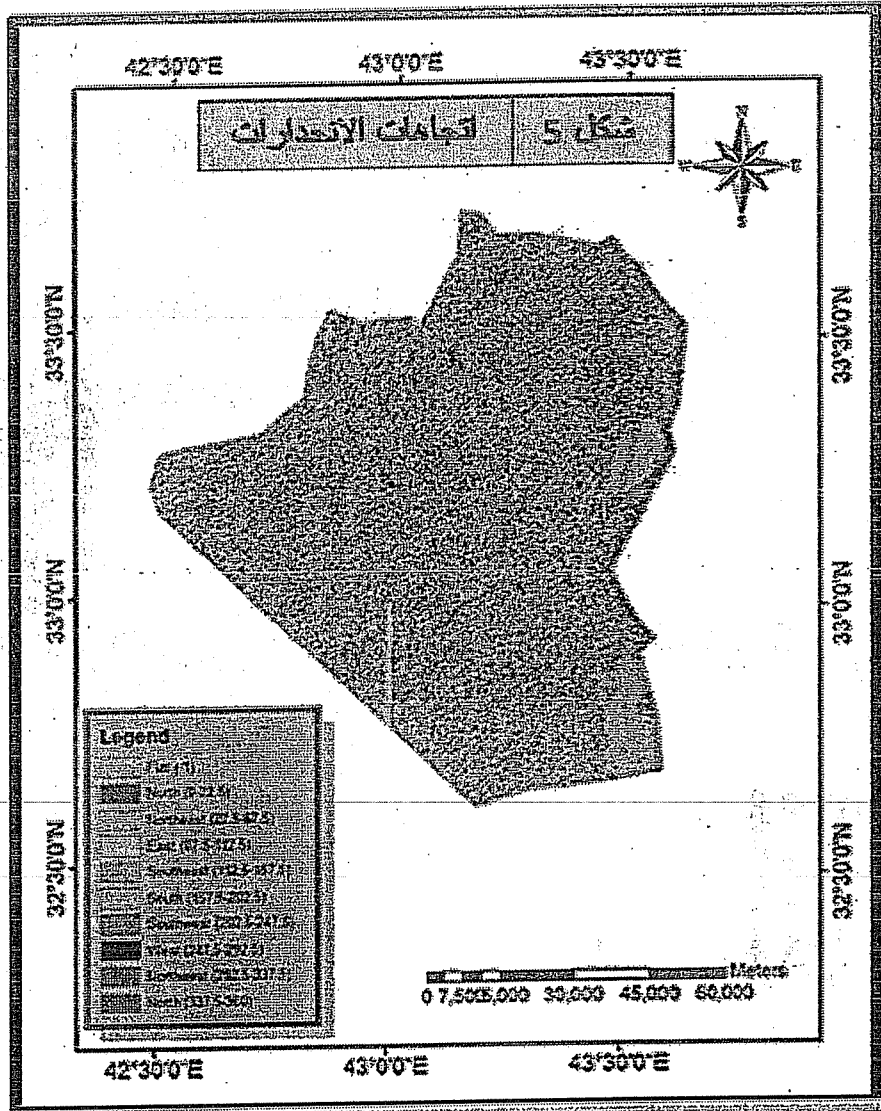 42°30'0"E 43°0'0"E 43°30'0"E
شكل 5 اتجاهات الانحدارات
33°30'0"N 33°30'0"N
33°0'0"N 33°0'0"N
32°30'0"N 32°30'0"N
Legend
Flat (-1)
North (0-22.5)
Northeast (22.5-67.5)
East (67.5-112.5)
Southeast (112.5-157.5)
South (157.5-202.5)
Southwest (202.5-247.5)
West (247.5-292.5)
Northwest (292.5-337.5)
North (337.5-360)
Meters
0 7,500 15,000 30,000 45,000 60,000
42°30'0"E 43°0'0"E 43°30'0"E